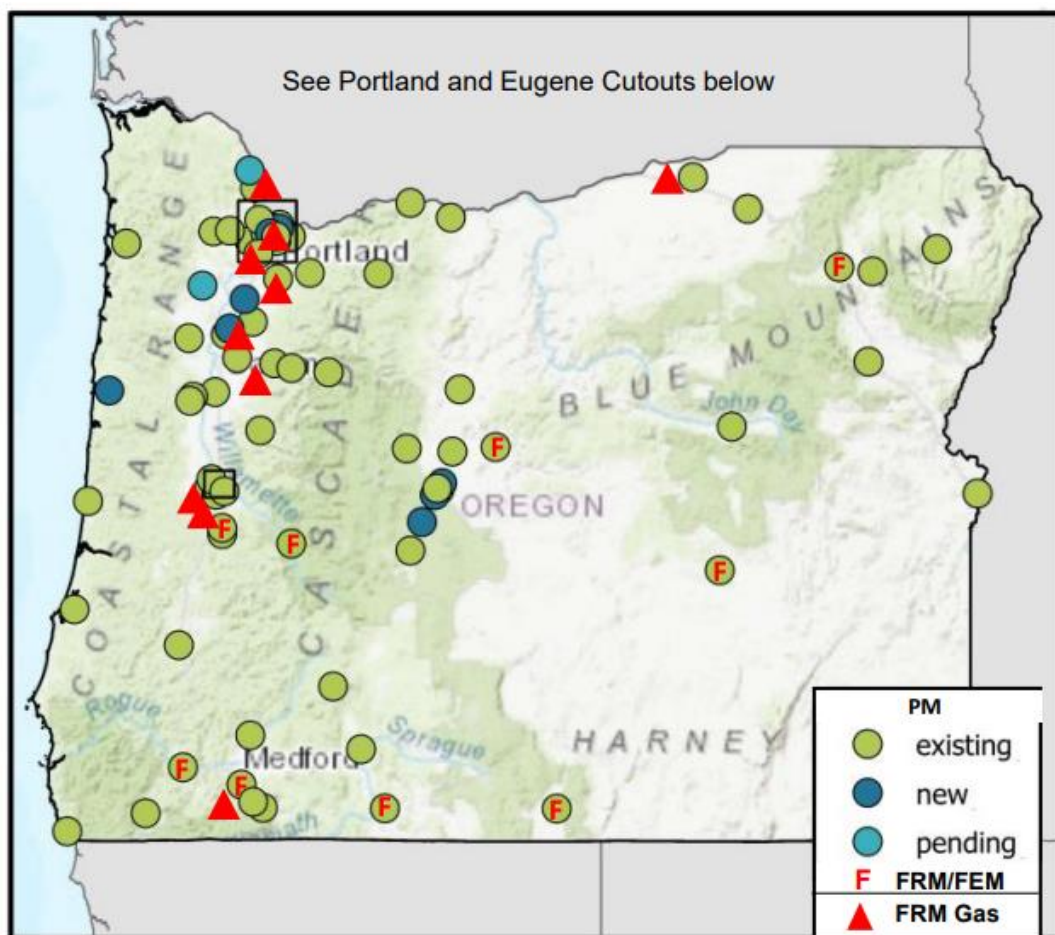 See Portland and Eugene Cutouts below
COASTAL RANGE
CASCADE
BLUE MOUNTAINS
John Day
Willamette
OREGON
HARNEY
Rogue
Sprague
Medford
F
F
F
F
F
F
F
F
F
PM
existing
new
pending
F FRM/FEM
FRM Gas